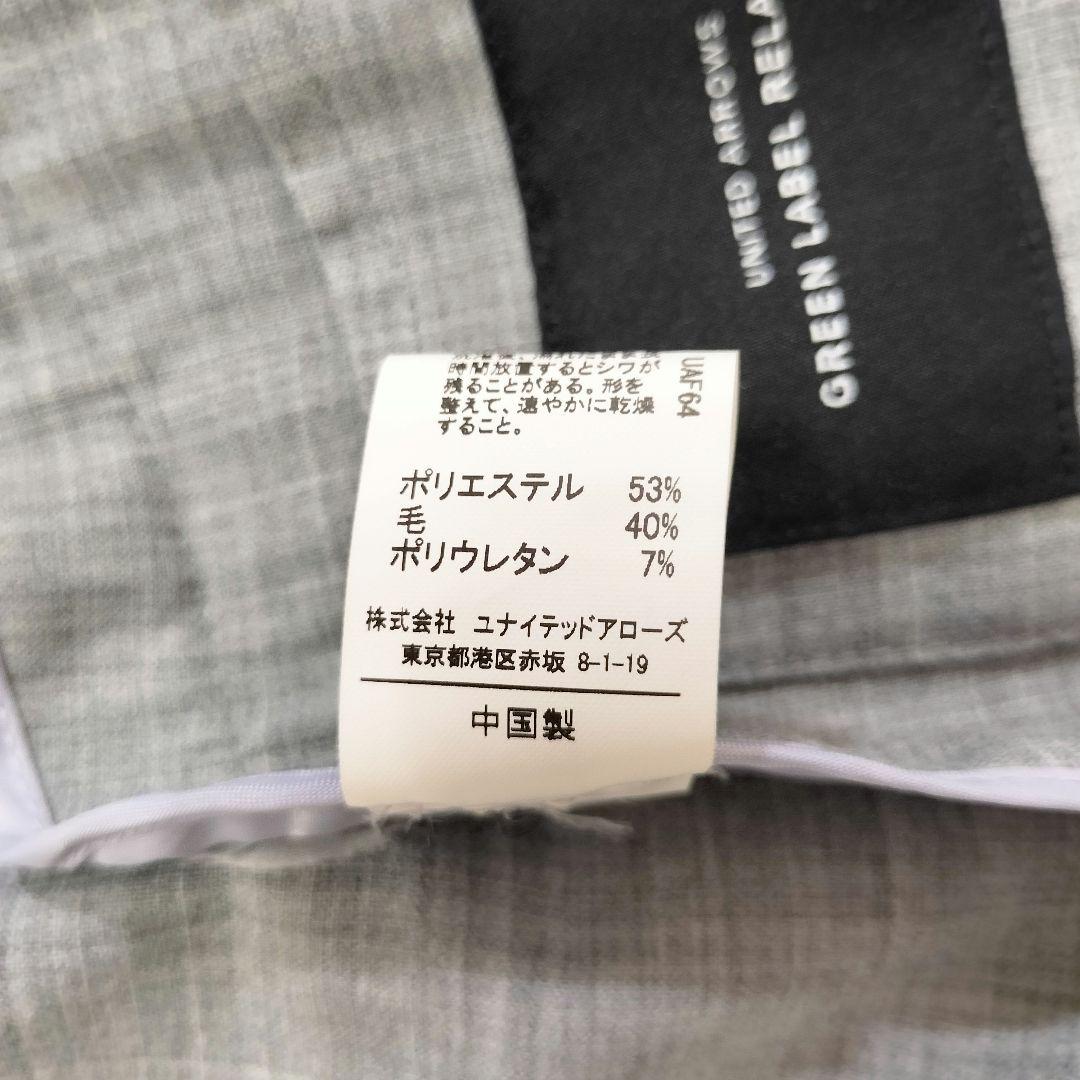 UNITED ARROWS
GREEN LABEL RELA
時間放置するとシワが
残ることがある。形を
整えて、速やかに乾燥
すること。
UAF64
ポリエステル 53%
毛 40%
ポリウレタン 7%
株式会社 ユナイテッドアローズ
東京都港区赤坂 8-1-19
中国製